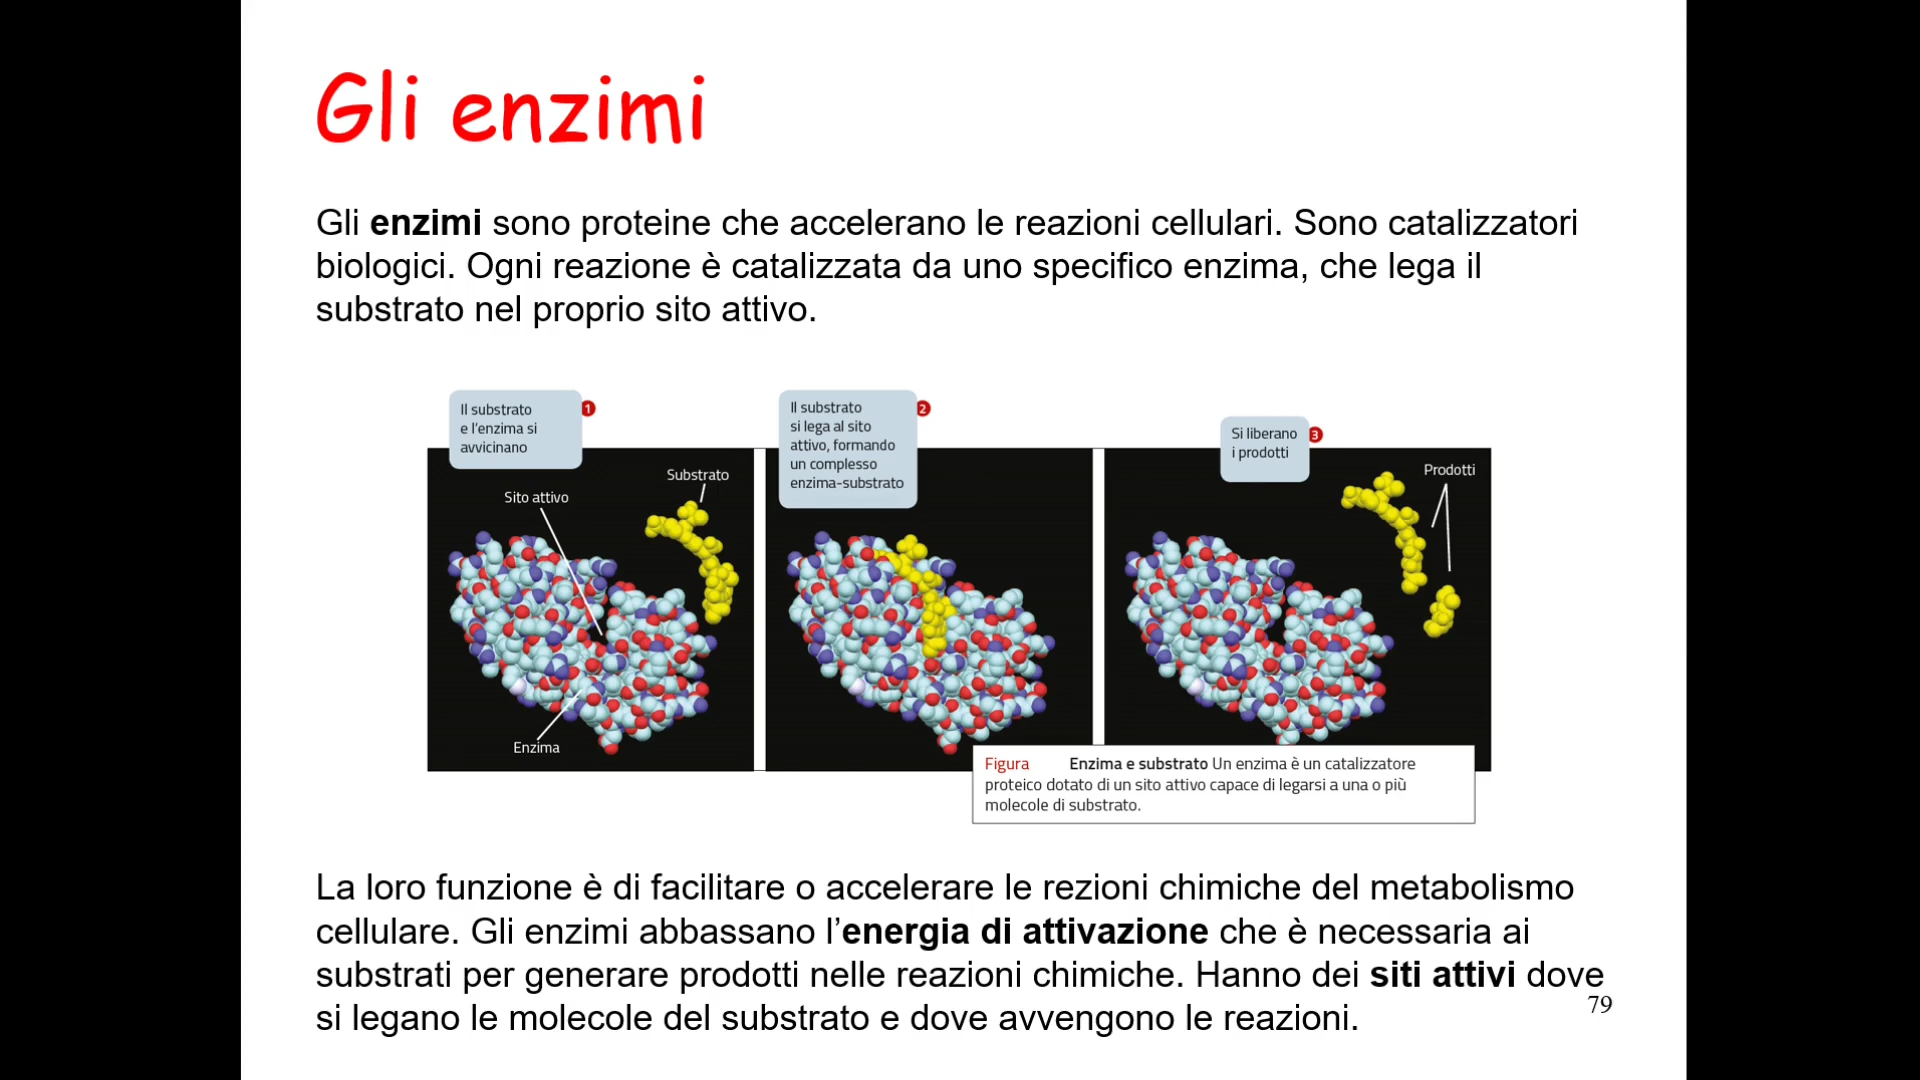 Gli enzimi
Gli enzimi sono proteine che accelerano le reazioni cellulari. Sono catalizzatori
biologici. Ogni reazione è catalizzata da uno specifico enzima, che lega il
substrato nel proprio sito attivo.
Il substrato
e l'enzima si
avvicinano
1
Sito attivo
Substrato
Enzima
Il substrato
si lega al sito
attivo, formando
un complesso
enzima-substrato
2
Si liberano
i prodotti
3
Prodotti
Figura Enzima e substrato Un enzima è un catalizzatore
proteico dotato di un sito attivo capace di legarsi a una o più
molecole di substrato.
La loro funzione è di facilitare o accelerare le rezioni chimiche del metabolismo
cellulare. Gli enzimi abbassano l’energia di attivazione che è necessaria ai
substrati per generare prodotti nelle reazioni chimiche. Hanno dei siti attivi dove
si legano le molecole del substrato e dove avvengono le reazioni.
79